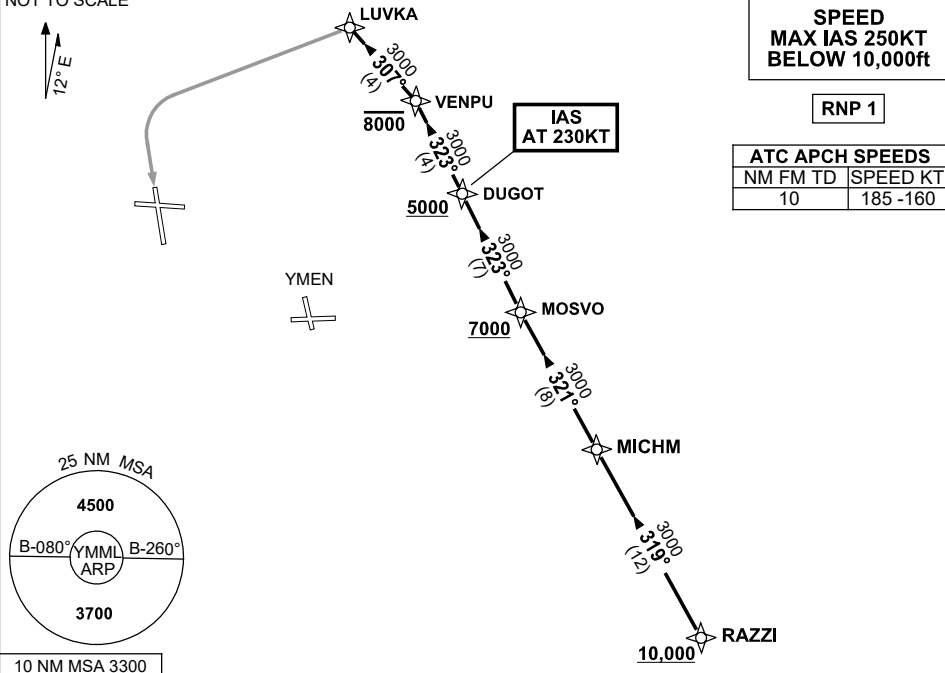 NOT TO SCALE
12° E
LUVKA
SPEED
MAX IAS 250KT
BELOW 10,000ft
RNP 1
ATC APCH SPEEDS
NM FM TD SPEED KT
10 185 -160
3000
307°
(4)
VENPU
8000
IAS
AT 230KT
3000
323°
(4)
DUGOT
5000
3000
323°
(7)
YMEN
MOSVO
7000
3000
321°
(8)
MICHM
3000
319°
(12)
RAZZI
10,000
25 NM MSA
4500
B-080° YMML B-260°
ARP
3700
10 NM MSA 3300